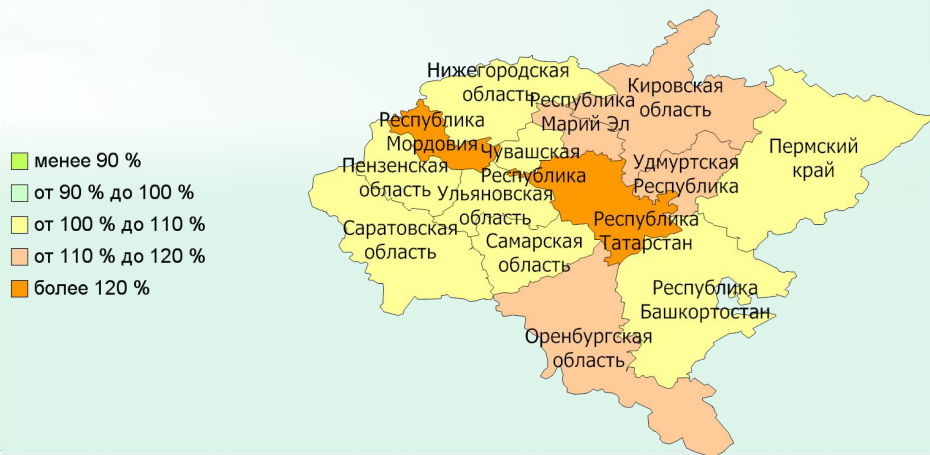 менее 90 %
от 90 % до 100 %
от 100 % до 110 %
от 110 % до 120 %
более 120 %
Нижегородская
область
Республика
Марий Эл
Кировская
область
Республика
Мордовия
Чувашская
Республика
Удмуртская
Республика
Пермский
край
Пензенская
область
Ульяновская
область
Республика
Татарстан
Саратовская
область
Самарская
область
Республика
Башкортостан
Оренбургская
область